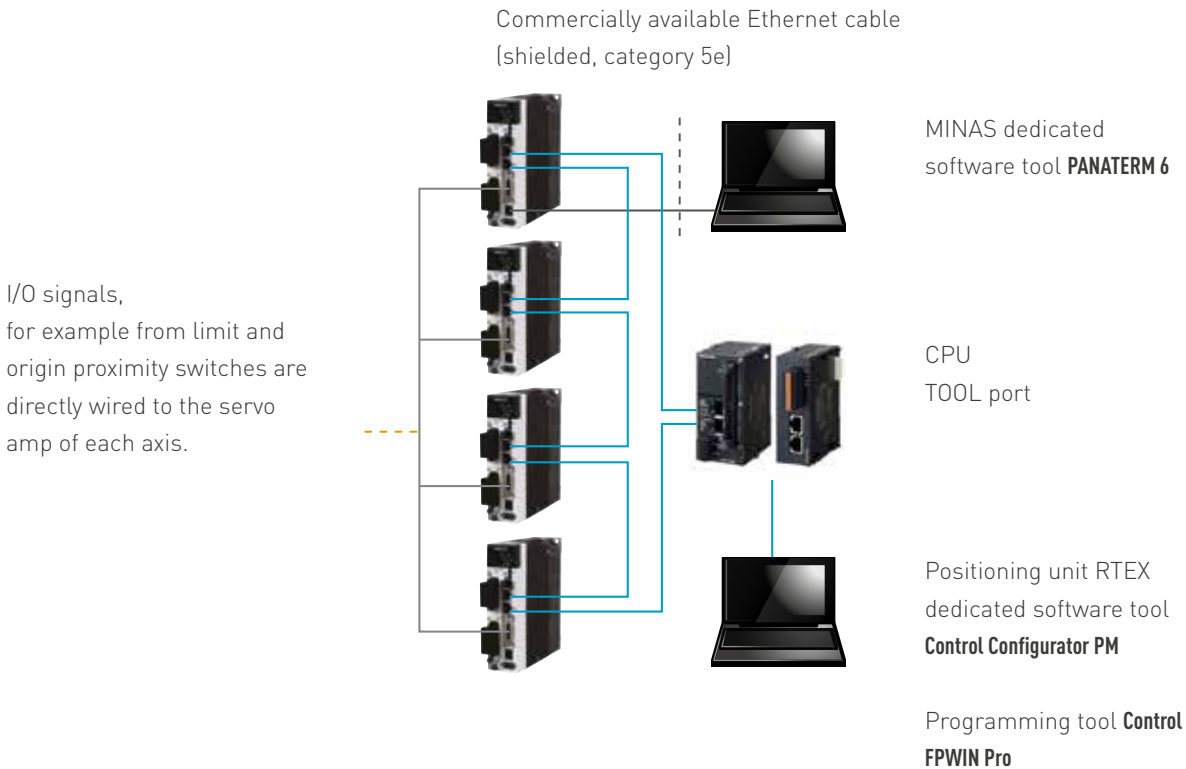 Commercially available Ethernet cable
(shielded, category 5e)
MINAS dedicated
software tool PANATERM 6
I/O signals,
for example from limit and
origin proximity switches are
directly wired to the servo
amp of each axis.
CPU
TOOL port
Positioning unit RTEX
dedicated software tool
Control Configurator PM
Programming tool Control
FPWIN Pro